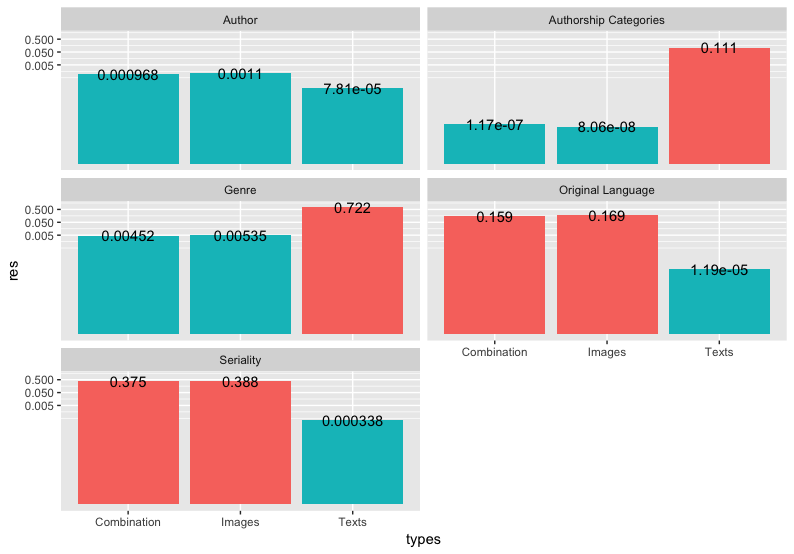 Author
Authorship Categories
0.500
0.050
0.005
0.000968
0.0011
7.81e-05
1.17e-07
8.06e-08
0.111
Genre
Original Language
0.500
0.050
0.005
0.00452
0.00535
0.722
0.159
0.169
1.19e-05
res
Combination
Images
Texts
Seriality
0.500
0.050
0.005
0.375
0.388
0.000338
Combination
Images
Texts
types